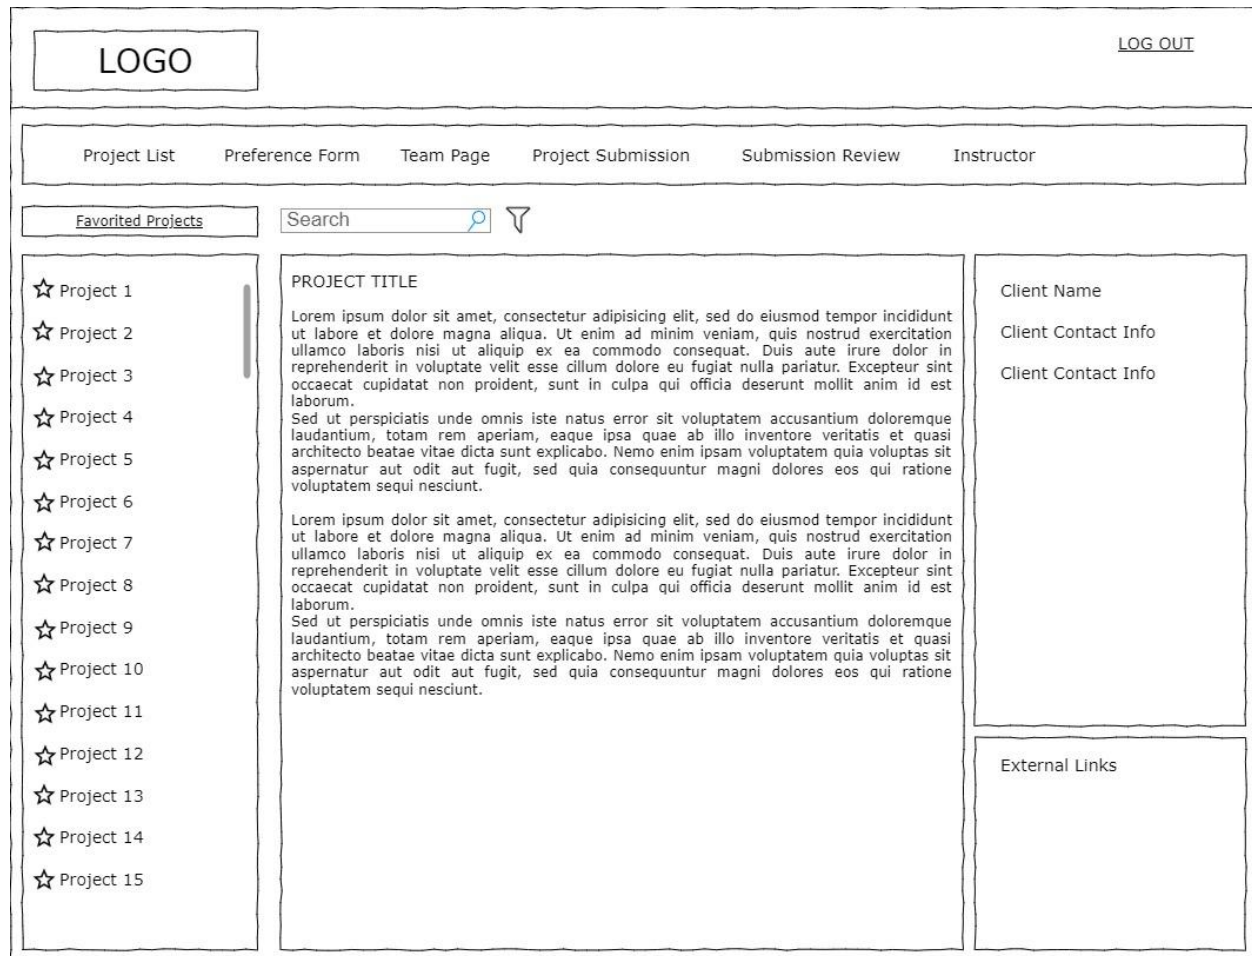 LOGO
LOG OUT
Project List
Preference Form
Team Page
Project Submission
Submission Review
Instructor
Favorited Projects
Search
Project 1
Project 2
Project 3
Project 4
Project 5
Project 6
Project 7
Project 8
Project 9
Project 10
Project 11
Project 12
Project 13
Project 14
Project 15
PROJECT TITLE
Lorem ipsum dolor sit amet, consectetur adipisicing elit, sed do eiusmod tempor incididunt
ut labore et dolore magna aliqua. Ut enim ad minim veniam, quis nostrud exercitation
ullamco laboris nisi ut aliquip ex ea commodo consequat. Duis aute irure dolor in
reprehenderit in voluptate velit esse cillum dolore eu fugiat nulla pariatur. Excepteur sint
occaecat cupidatat non proident, sunt in culpa qui officia deserunt mollit anim id est
laborum.
Sed ut perspiciatis unde omnis iste natus error sit voluptatem accusantium doloremque
laudantium, totam rem aperiam, eaque ipsa quae ab illo inventore veritatis et quasi
architecto beatae vitae dicta sunt explicabo. Nemo enim ipsam voluptatem quia voluptas sit
aspernatur aut odit aut fugit, sed quia consequuntur magni dolores eos qui ratione
voluptatem sequi nesciunt.
Lorem ipsum dolor sit amet, consectetur adipisicing elit, sed do eiusmod tempor incididunt
ut labore et dolore magna aliqua. Ut enim ad minim veniam, quis nostrud exercitation
ullamco laboris nisi ut aliquip ex ea commodo consequat. Duis aute irure dolor in
reprehenderit in voluptate velit esse cillum dolore eu fugiat nulla pariatur. Excepteur sint
occaecat cupidatat non proident, sunt in culpa qui officia deserunt mollit anim id est
laborum.
Sed ut perspiciatis unde omnis iste natus error sit voluptatem accusantium doloremque
laudantium, totam rem aperiam, eaque ipsa quae ab illo inventore veritatis et quasi
architecto beatae vitae dicta sunt explicabo. Nemo enim ipsam voluptatem quia voluptas sit
aspernatur aut odit aut fugit, sed quia consequuntur magni dolores eos qui ratione
voluptatem sequi nesciunt.
Client Name
Client Contact Info
Client Contact Info
External Links